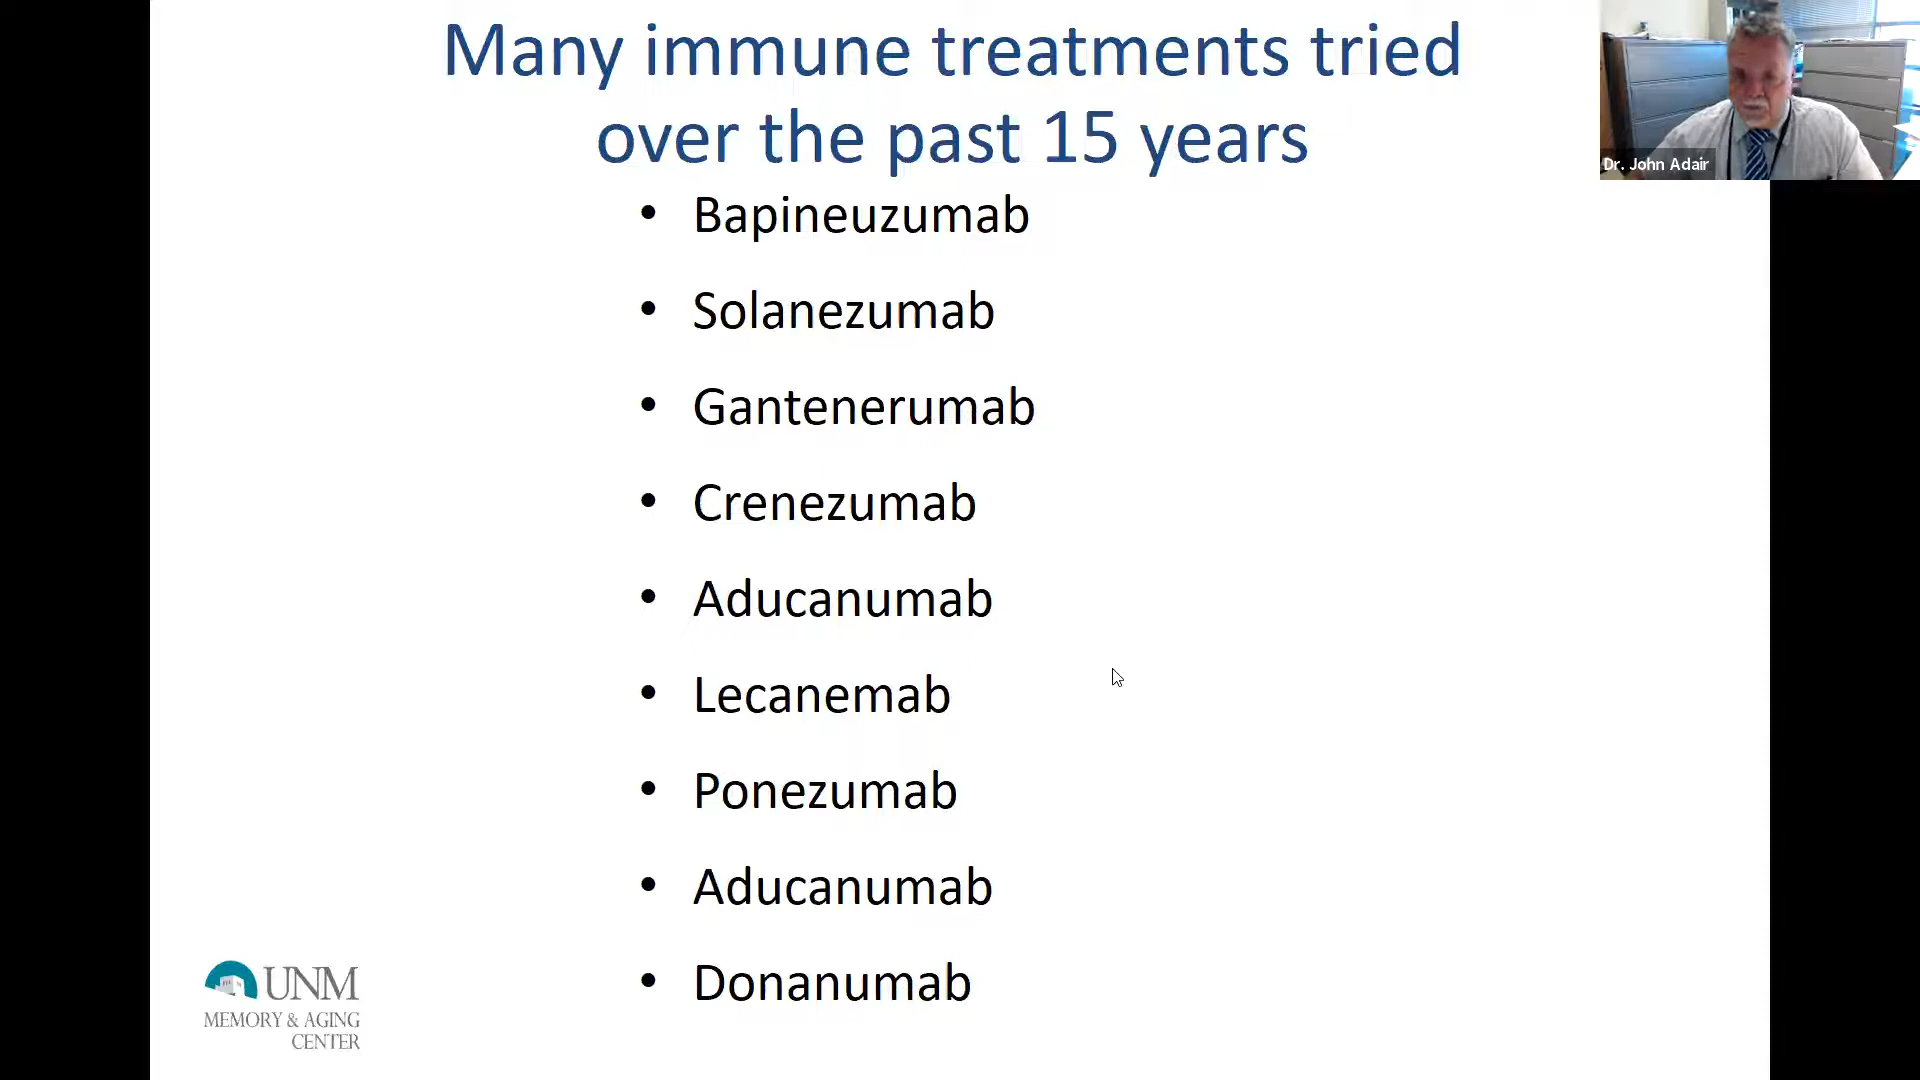 Many immune treatments tried
over the past 15 years
Dr. John Adair
• Bapineuzumab
• Solanezumab
• Gantenerumab
• Crenezumab
• Aducanumab
• Lecanemab
• Ponezumab
• Aducanumab
• Donanumab
UNM
MEMORY & AGING
CENTER